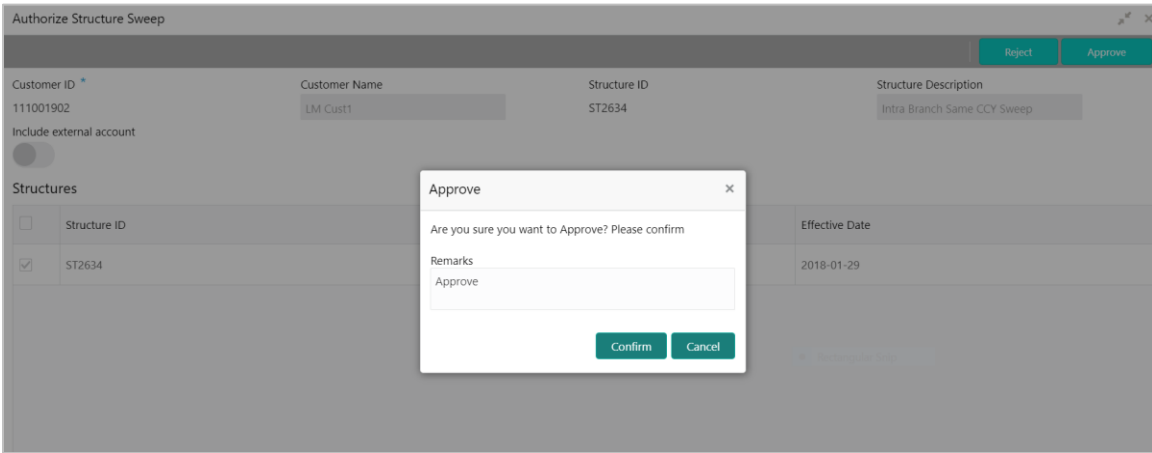 Authorize Structure Sweep
Reject Approve
Customer ID * Customer Name Structure ID Structure Description
111001902 LM Cust1 ST2634 Intra Branch Same CCY Sweep
Include external account
Structures
Approve
Structure ID Effective Date
Are you sure you want to Approve? Please confirm
Remarks
ST2634 2018-01-29
Approve
Confirm Cancel